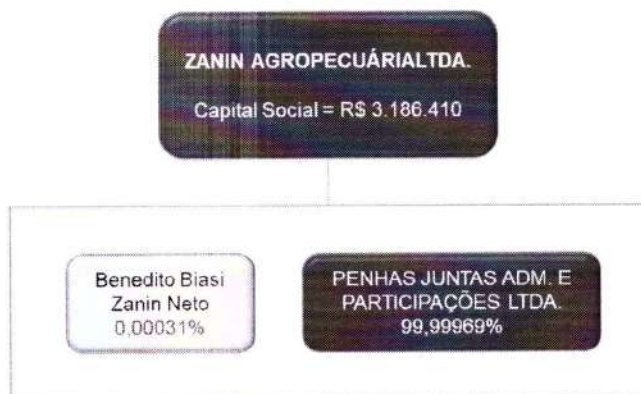 ZANIN AGROPECUÁRIALTDA.
Capital Social = R$ 3.186.410
Benedito Biasi
Zanin Neto
0,00031%
PENHAS JUNTAS ADM. E
PARTICIPAÇÕES LTDA.
99,99969%